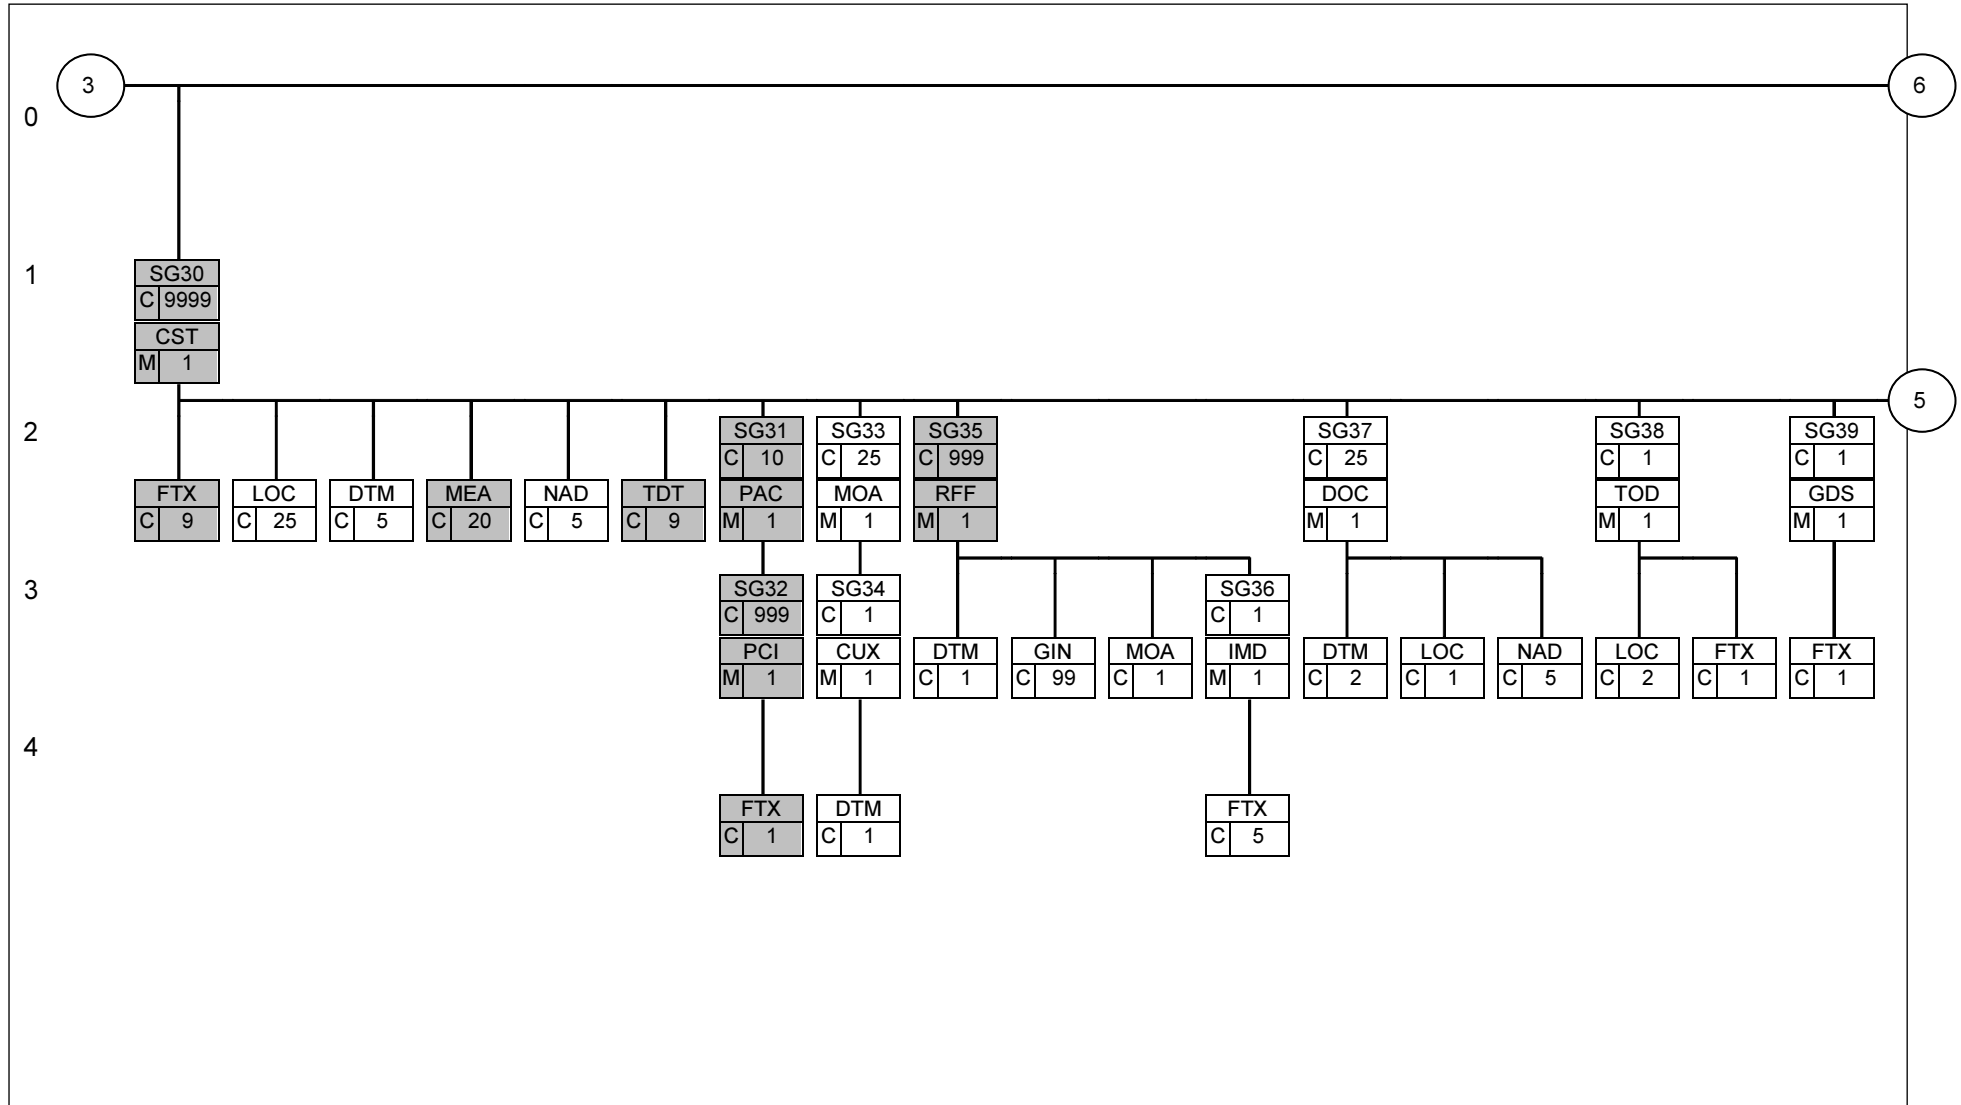 3 6
0
1
SG30
C 9999
CST
M 1
5
2
SG31 SG33 SG35 SG37 SG38 SG39
C 10 C 25 C 999 C 25 C 1 C 1
FTX LOC DTM MEA NAD TDT PAC MOA RFF DOC TOD GDS
C 9 C 25 C 5 C 20 C 5 C 9 M 1 M 1 M 1 M 1 M 1 M 1
3
SG32 SG34 SG36
C 999 C 1 C 1
PCI CUX DTM GIN MOA IMD DTM LOC NAD LOC FTX FTX
M 1 M 1 C 1 C 99 C 1 M 1 C 2 C 1 C 5 C 2 C 1 C 1
4
FTX DTM FTX
C 1 C 1 C 5